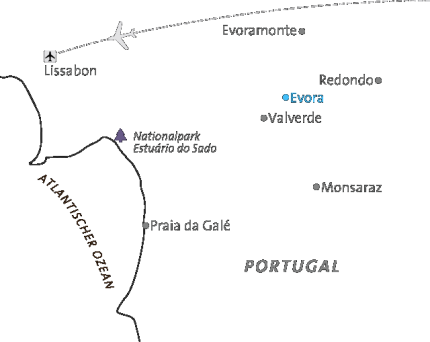 Evoramonte
Lissabon
Redondo
Evora
Valverde
Nationalpark
Estuário do Sado
Monsaraz
ATLANTISCHER OZEAN
Praia da Galé
PORTUGAL